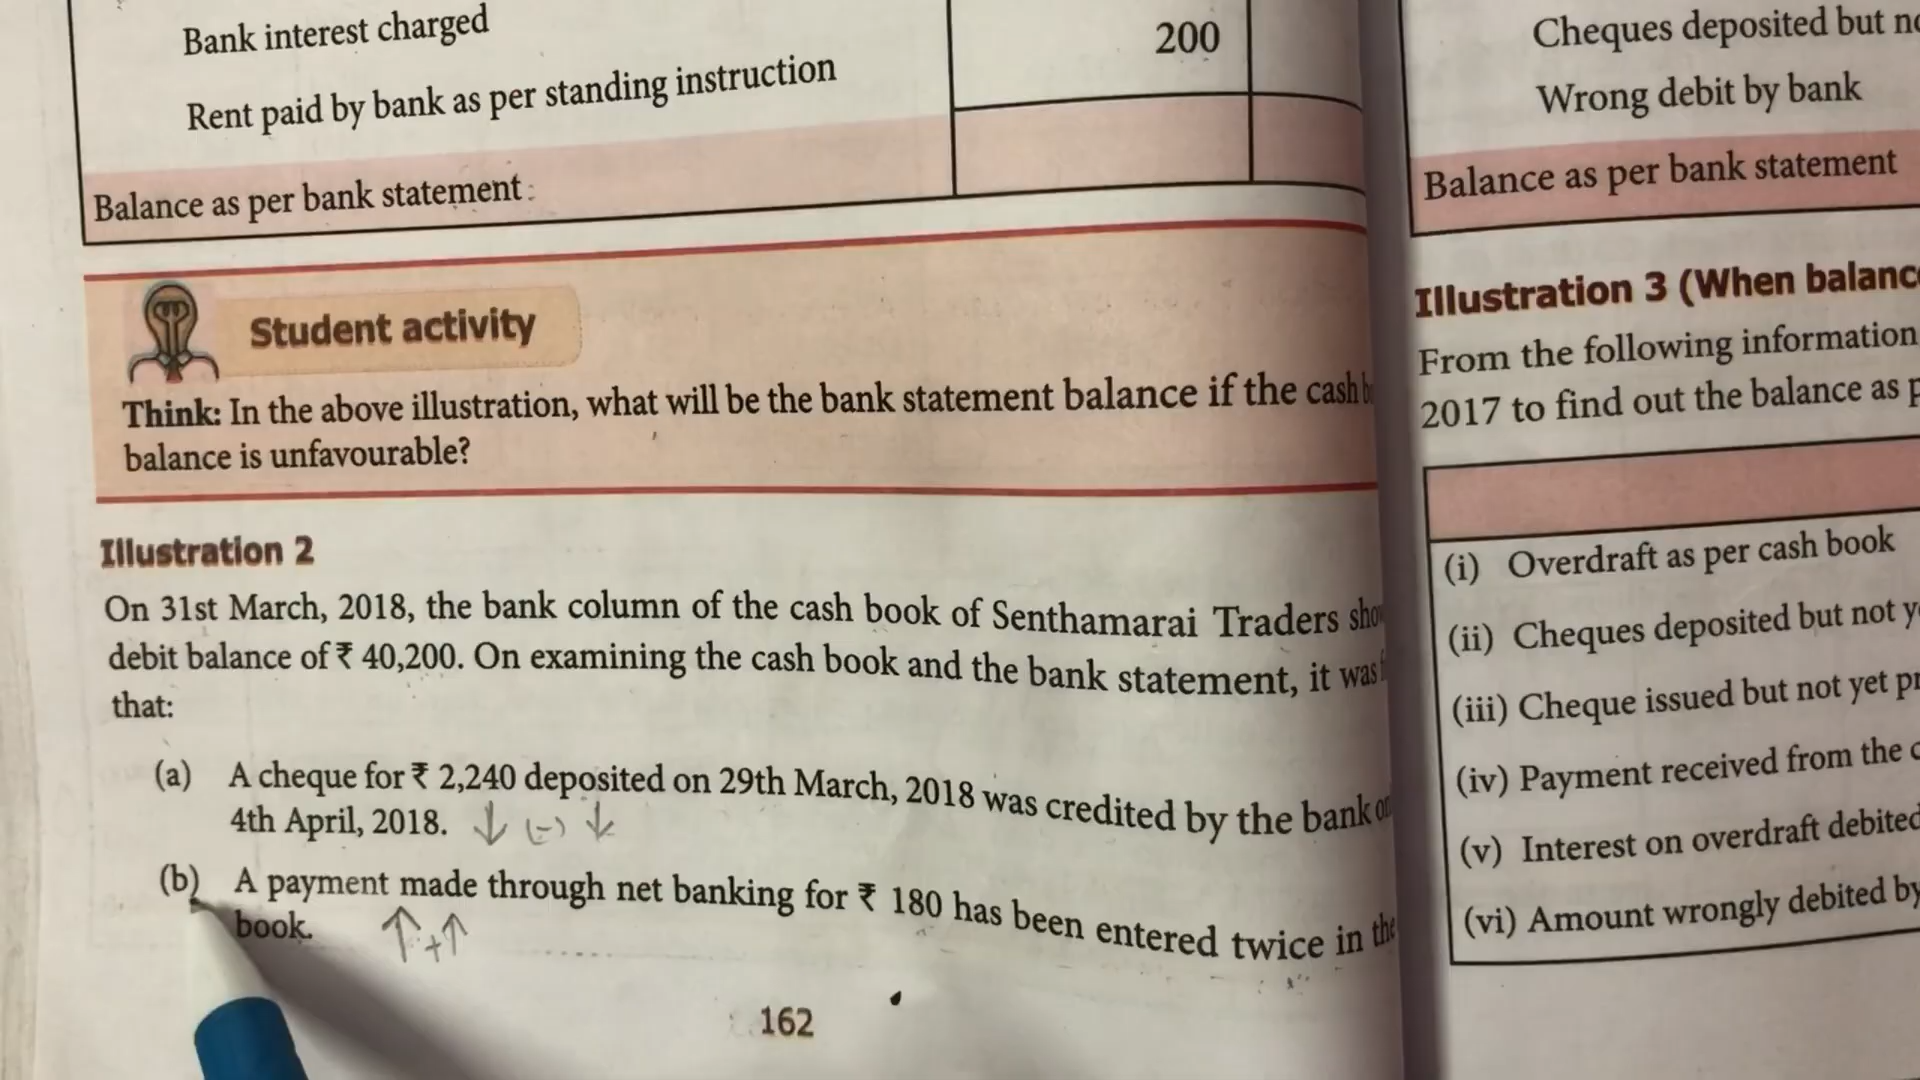 Bank interest charged
200
Rent paid by bank as per standing instruction
Balance as per bank statement
Student activity
Think: In the above illustration, what will be the bank statement balance if the cash
balance is unfavourable?
Illustration 2
On 31st March, 2018, the bank column of the cash book of Senthamarai Traders
debit balance of ₹ 40,200. On examining the cash book and the bank statement, it was
that:
(a) A cheque for ₹ 2,240 deposited on 29th March, 2018 was credited by the bank
4th April, 2018. ↓ (-) ↓
(b) A payment made through net banking for ₹ 180 has been entered twice in the
book. ↑ + ↑
162
Cheques deposited but
Wrong debit by bank
Balance as per bank statement
Illustration 3 (When
From the following information
2017 to find out the balance as
(i) Overdraft as per cash book
(ii) Cheques deposited but not
(iii) Cheque issued but not yet
(iv) Payment received from the
(v) Interest on overdraft debited
(vi) Amount wrongly debited by